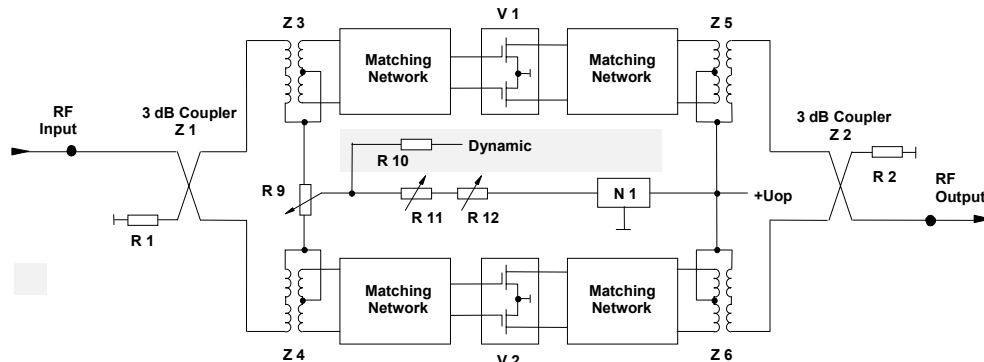 V 1
Z 3
Z 5
Matching
Network
Matching
Network
3 dB Coupler
Z 1
3 dB Coupler
Z 2
RF
Input
R 10
Dynamic
R 2
R 9
N 1
+Uop
RF
Output
R 11
R 12
R 1
Matching
Network
Matching
Network
Z 4
V 2
Z 6